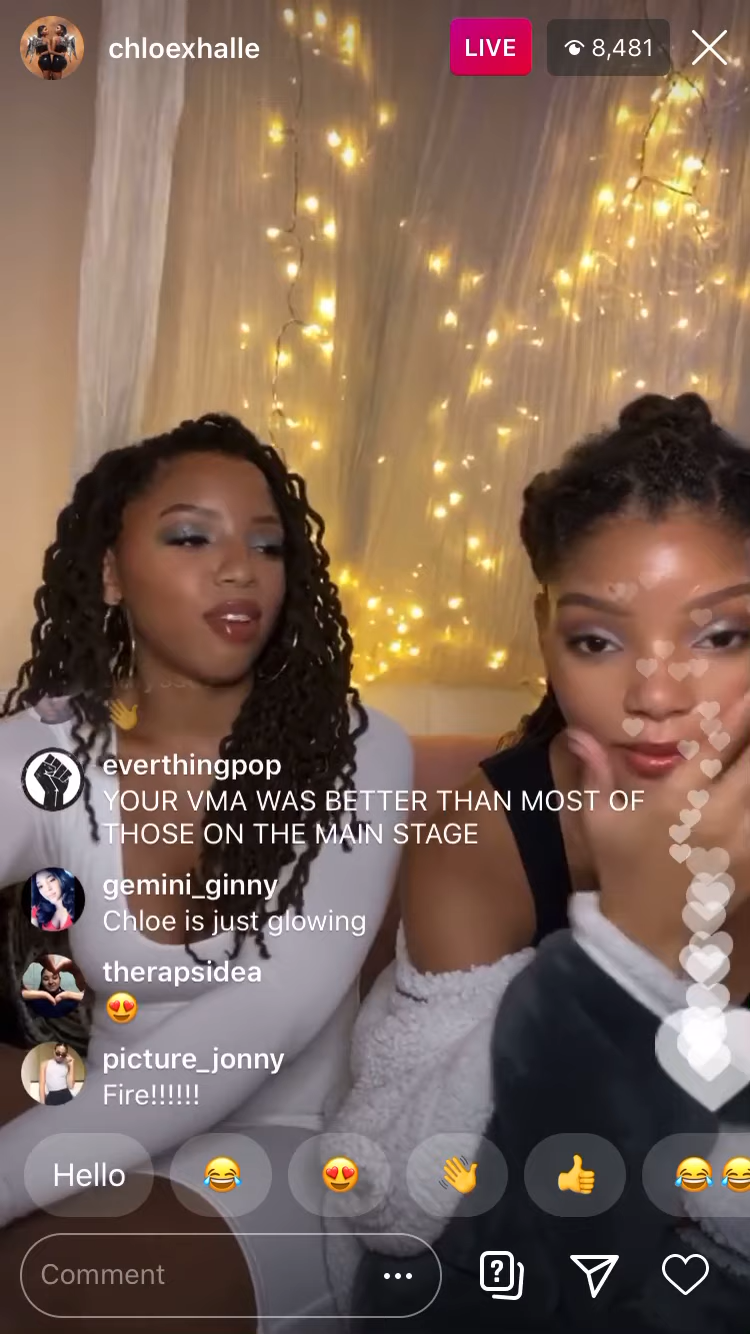 chloexhalle
LIVE
8,481
everthingpop
YOUR VMA WAS BETTER THAN MOST OF
THOSE ON THE MAIN STAGE
gemini_ginny
Chloe is just glowing
therapsidea
😍
picture_jonny
Fire!!!!!!
Hello
Comment